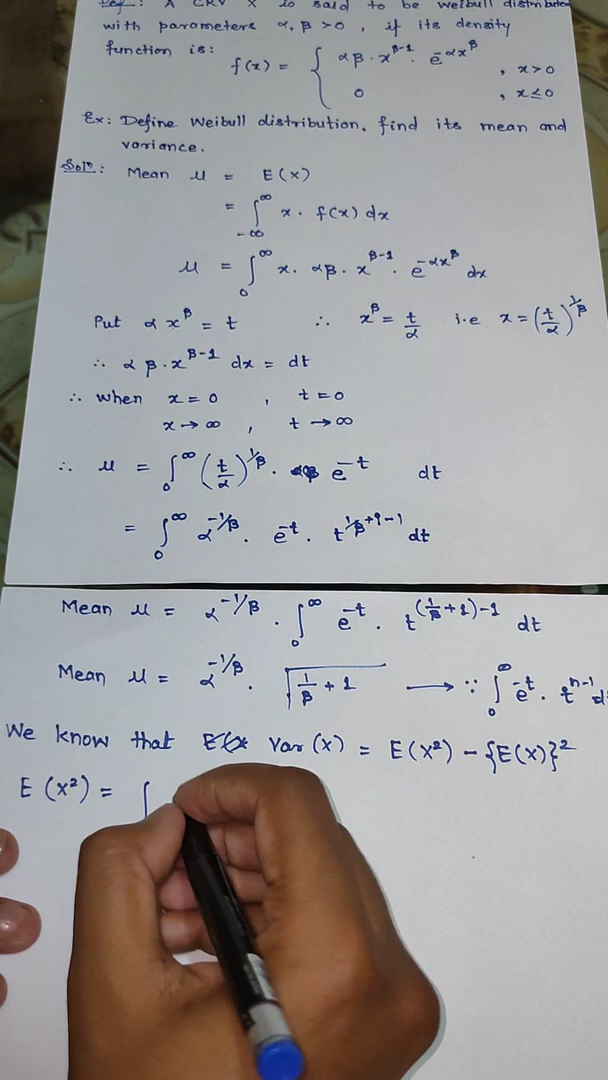 Def: A CRV X is said to be weibull distributed
with parameters α, β > 0, if its density
function is:
f(x) = { αβ · x^(β-1) · e^(-αx^β) , x > 0
0 , x ≤ 0
Ex: Define Weibull distribution, find its mean and
variance.
Solⁿ: Mean μ = E(x)
= ∫_{-∞}^{∞} x · f(x) dx
μ = ∫_0^∞ x · αβ · x^(β-1) · e^(-αx^β) dx
Put αx^β = t ∴ x^β = t/α i.e x = (t/α)^(1/β)
∴ αβ · x^(β-1) dx = dt
∴ when x = 0 , t = 0
x → ∞ , t → ∞
∴ μ = ∫_0^∞ (t/α)^(1/β) · e^(-t) dt
= ∫_0^∞ α^(-1/β) · e^(-t) · t^(1/β+1-1) dt
Mean μ = α^(-1/β) · ∫_0^∞ e^(-t) · t^((1/β+1)-1) dt
Mean μ = α^(-1/β) · Γ(1/β + 1) ⟶ ∵ ∫_0^∞ e^(-t) · t^(n-1) d
We know that Var(x) = E(x²) - {E(x)}²
E(x²) = ∫